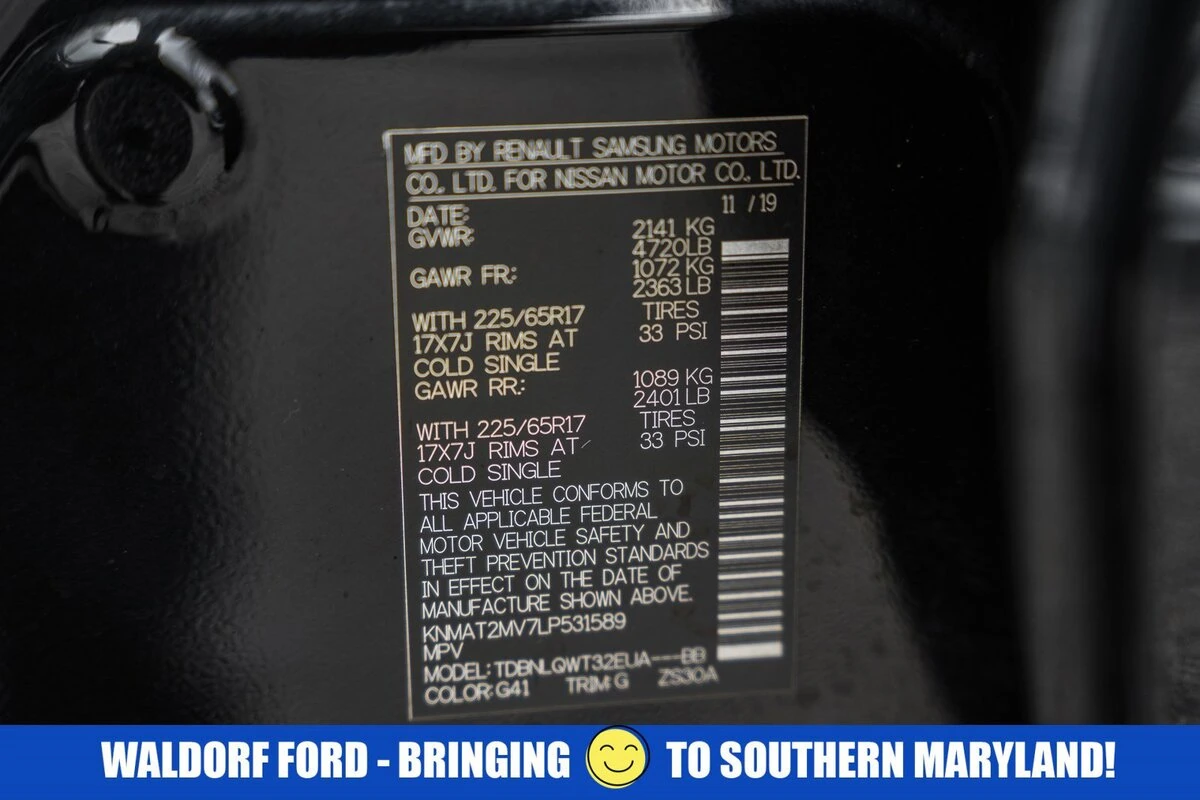 MFD BY RENAULT SAMSUNG MOTORS
CO., LTD. FOR NISSAN MOTOR CO., LTD.
DATE: 11 / 19
GVWR: 2141 KG
4720LB
GAWR FR: 1072 KG
2363 LB
WITH 225/65R17 TIRES
17X7J RIMS AT 33 PSI
COLD SINGLE
GAWR RR: 1089 KG
2401 LB
WITH 225/65R17 TIRES
17X7J RIMS AT 33 PSI
COLD SINGLE
THIS VEHICLE CONFORMS TO
ALL APPLICABLE FEDERAL
MOTOR VEHICLE SAFETY AND
THEFT PREVENTION STANDARDS
IN EFFECT ON THE DATE OF
MANUFACTURE SHOWN ABOVE.
KNMAT2MV7LP531589
MPV
MODEL: TDBNLQWT32EUA---BB
COLOR: G41 TRIM: G ZS30A
WALDORF FORD - BRINGING TO SOUTHERN MARYLAND!